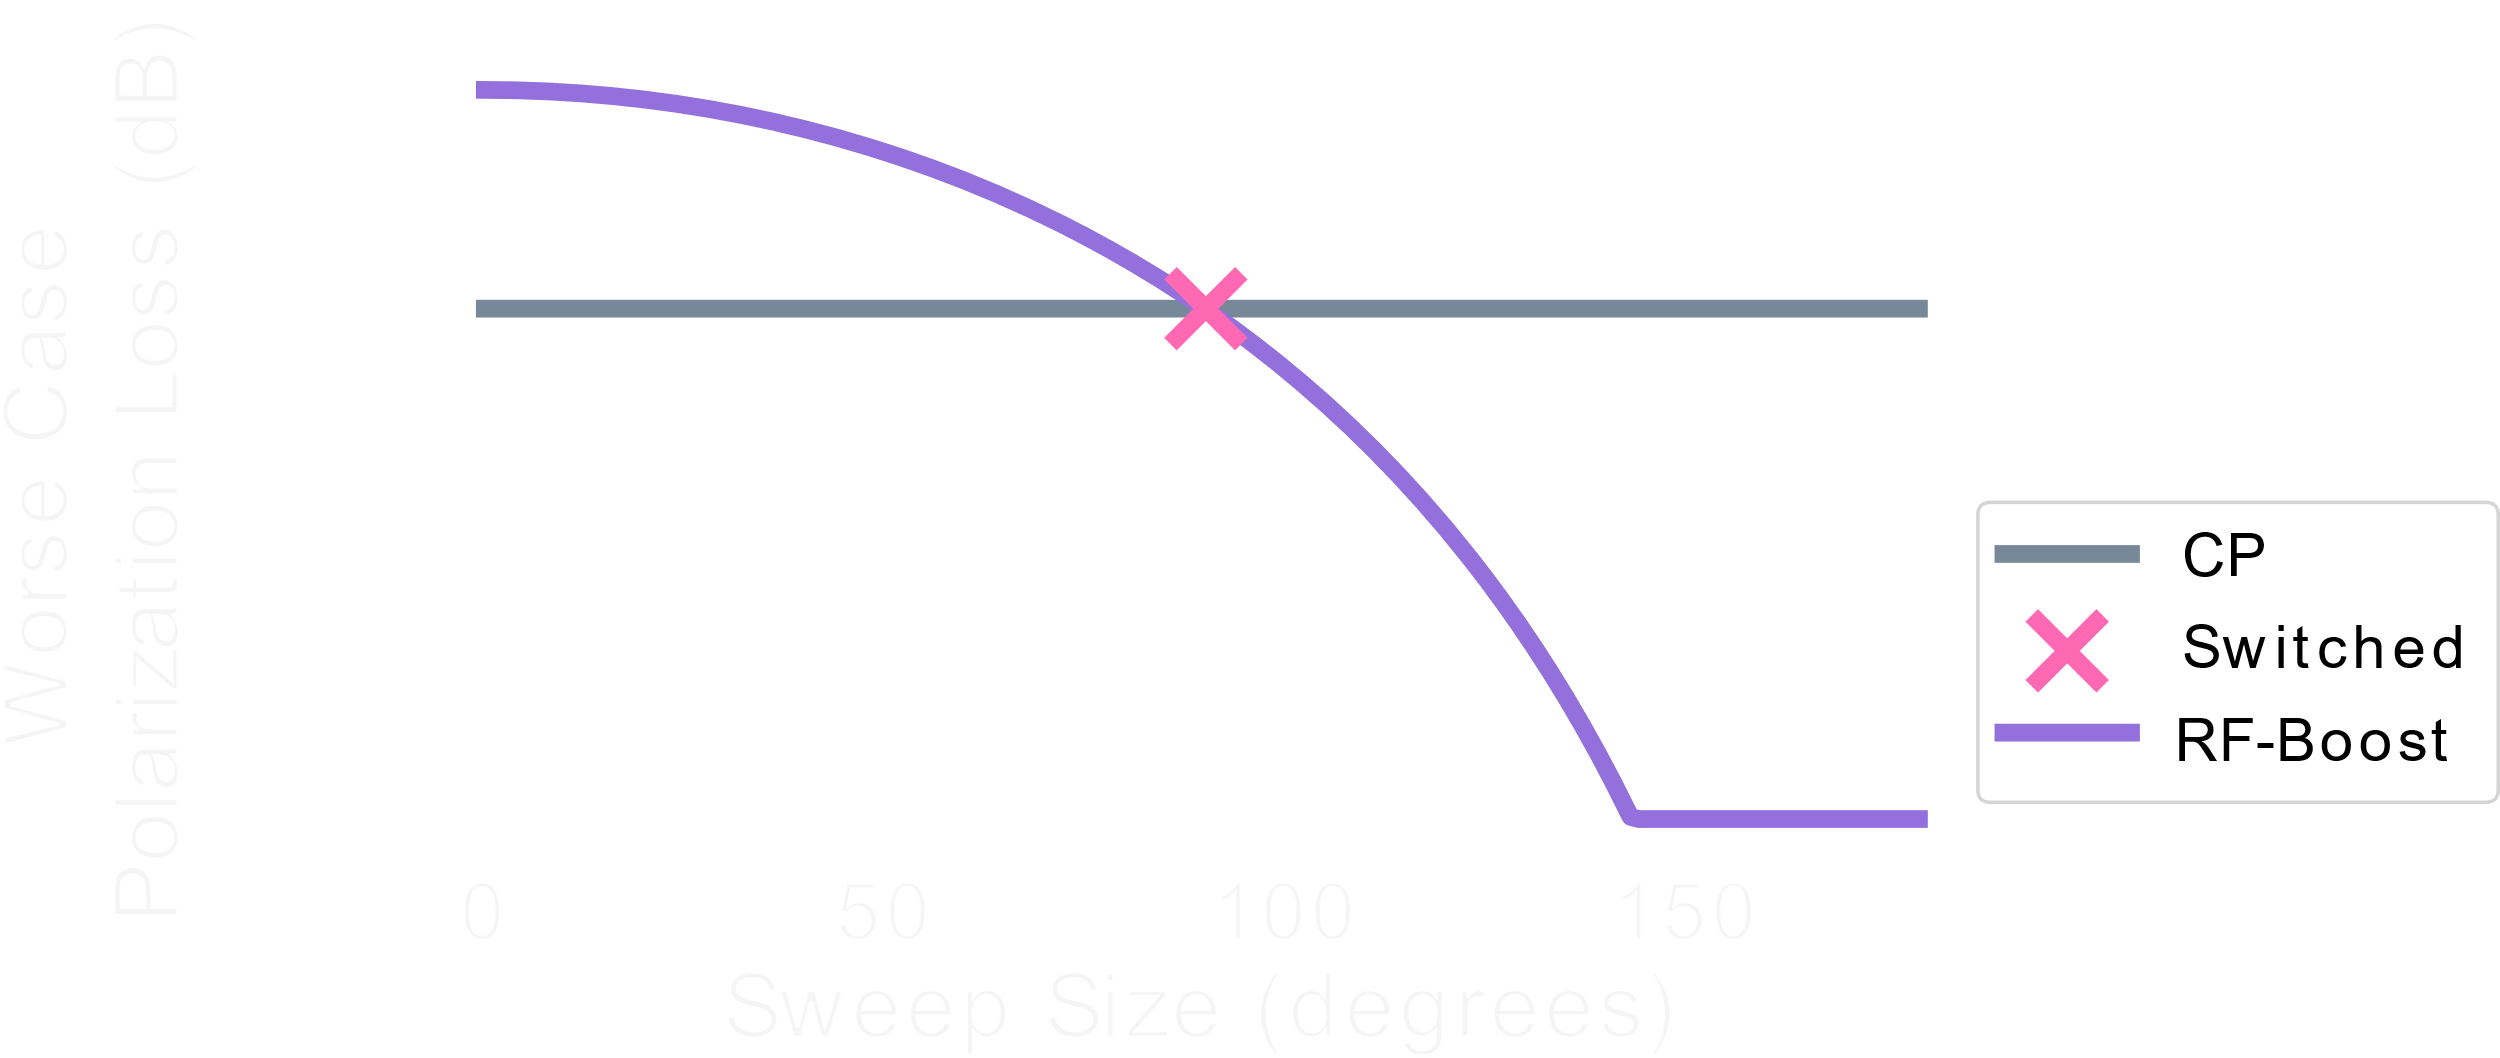 Worse Case
Polarization Loss (dB)
CP
Switched
RF-Boost
0 50 100 150
Sweep Size (degrees)